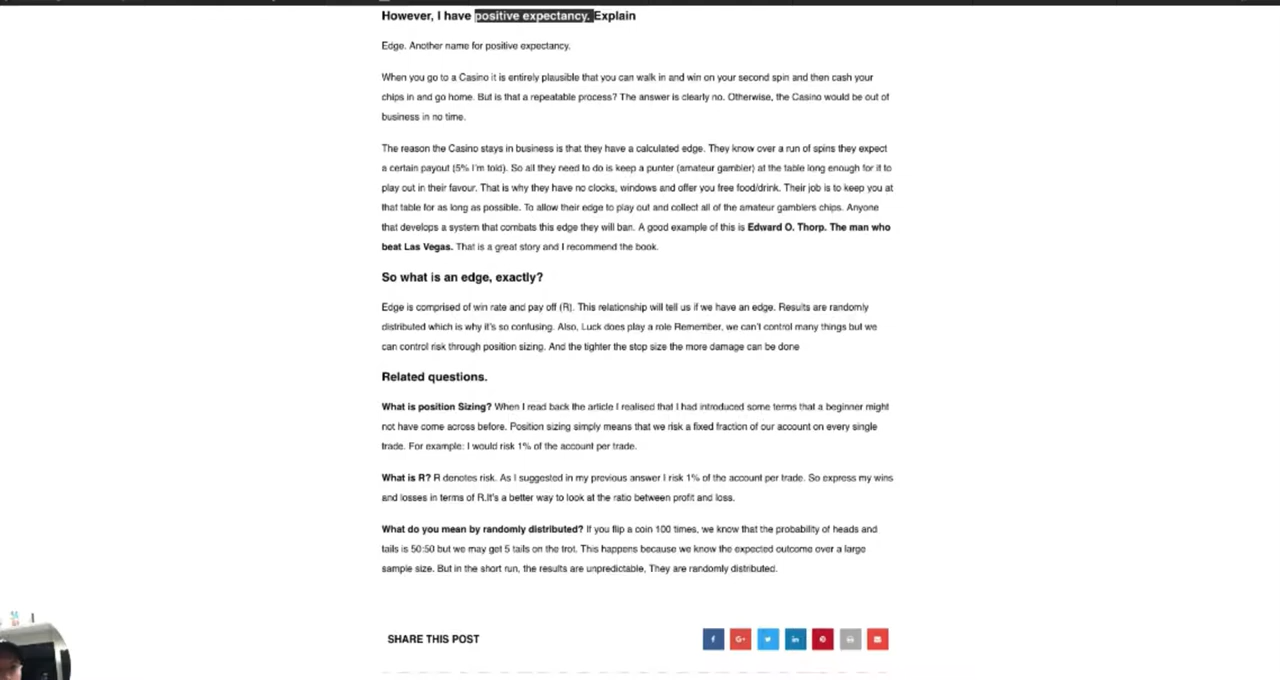 However, I have positive expectancy. Explain
Edge. Another name for positive expectancy.
When you go to a Casino it is entirely plausible that you can walk in and win on your second spin and then cash your
chips in and go home. But is that a repeatable process? The answer is clearly no. Otherwise, the Casino would be out of
business in no time.
The reason the Casino stays in business is that they have a calculated edge. They know over a run of spins they expect
a certain payout (5% I'm told). So all they need to do is keep a punter (amateur gambler) at the table long enough for it to
play out in their favour. That is why they have no clocks, windows and offer you free food/drink. Their job is to keep you at
that table for as long as possible. To allow their edge to play out and collect all of the amateur gamblers chips. Anyone
that develops a system that combats this edge they will ban. A good example of this is Edward O. Thorp. The man who
beat Las Vegas. That is a great story and I recommend the book.
So what is an edge, exactly?
Edge is comprised of win rate and pay off (R). This relationship will tell us if we have an edge. Results are randomly
distributed which is why it's so confusing. Also, Luck does play a role Remember, we can't control many things but we
can control risk through position sizing. And the tighter the stop size the more damage can be done
Related questions.
What is position Sizing? When I read back the article I realised that I had introduced some terms that a beginner might
not have come across before. Position sizing simply means that we risk a fixed fraction of our account on every single
trade. For example: I would risk 1% of the account per trade.
What is R? R denotes risk. As I suggested in my previous answer I risk 1% of the account per trade. So express my wins
and losses in terms of R.It's a better way to look at the ratio between profit and loss.
What do you mean by randomly distributed? If you flip a coin 100 times, we know that the probability of heads and
tails is 50:50 but we may get 5 tails on the trot. This happens because we know the expected outcome over a large
sample size. But in the short run, the results are unpredictable, They are randomly distributed.
SHARE THIS POST
f G+ in